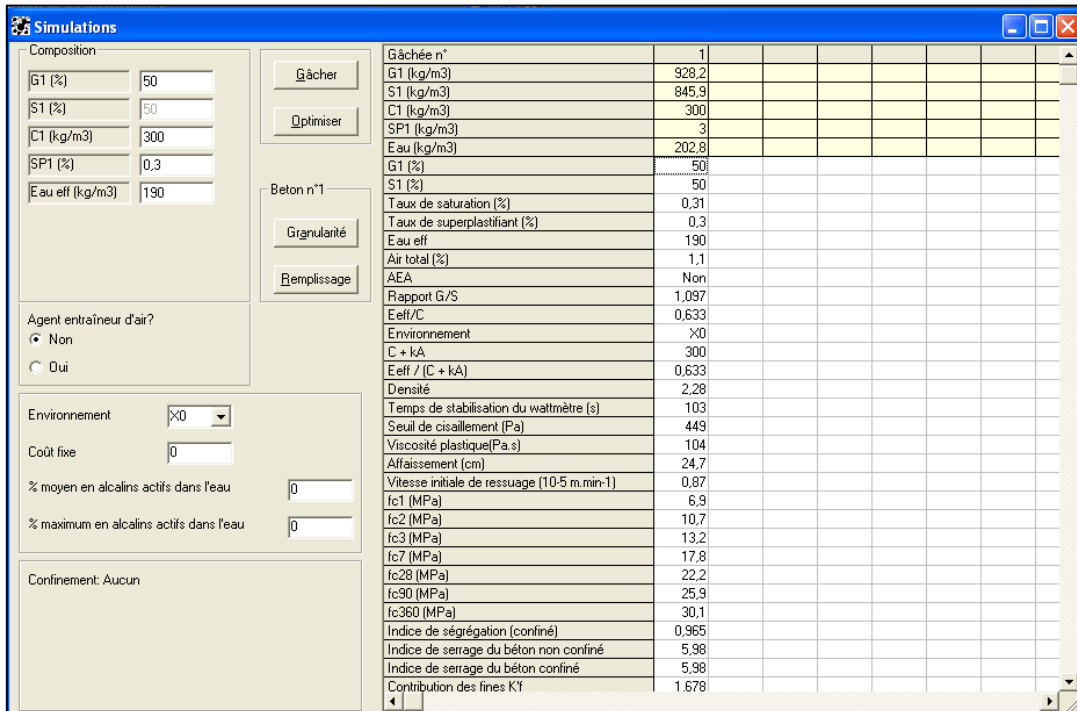 Simulations
Composition
G1 (%) 50
S1 (%) 50
C1 (kg/m3) 300
SP1 (%) 0,3
Eau eff (kg/m3) 190
Gâcher
Optimiser
Beton n°1
Granularité
Remplissage
Agent entraîneur d'air?
Non
Oui
Environnement X0
Coût fixe 0
% moyen en alcalins actifs dans l'eau 0
% maximum en alcalins actifs dans l'eau 0
Confinement: Aucun
Gâchée n° 1
G1 (kg/m3) 928,2
S1 (kg/m3) 845,9
C1 (kg/m3) 300
SP1 (kg/m3) 3
Eau (kg/m3) 202,8
G1 (%) 50
S1 (%) 50
Taux de saturation (%) 0,31
Taux de superplastifiant (%) 0,3
Eau eff 190
Air total (%) 1,1
AEA Non
Rapport G/S 1,097
Eeff/C 0,633
Environnement X0
C + kA 300
Eeff / (C + kA) 0,633
Densité 2,28
Temps de stabilisation du wattmètre (s) 103
Seuil de cisaillement (Pa) 449
Viscosité plastique(Pa.s) 104
Affaissement (cm) 24,7
Vitesse initiale de ressuage (10-5 m.min-1) 0,87
fc1 (MPa) 6,9
fc2 (MPa) 10,7
fc3 (MPa) 13,2
fc7 (MPa) 17,8
fc28 (MPa) 22,2
fc90 (MPa) 25,9
fc360 (MPa) 30,1
Indice de ségrégation (confiné) 0,965
Indice de serrage du béton non confiné 5,98
Indice de serrage du béton confiné 5,98
Contribution des fines K'f 1,678